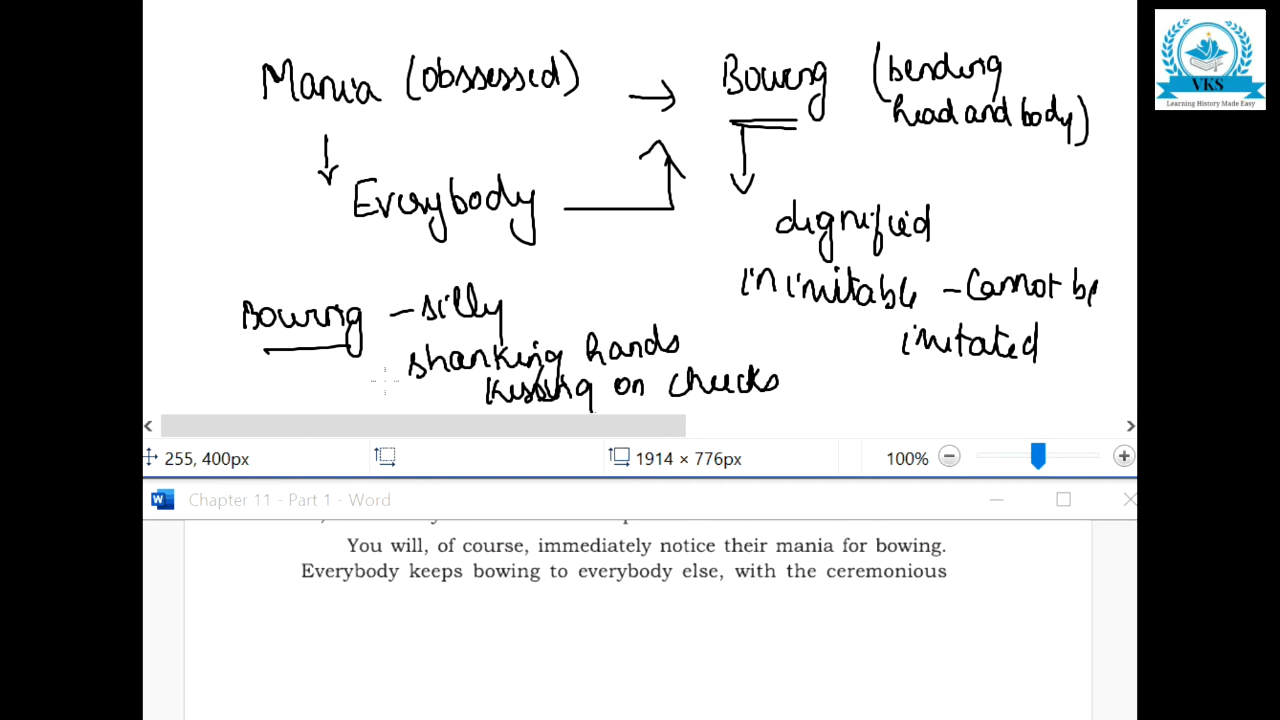 Mania (obssessed) → Bowing (bending
head and body)
Everybody
dignified
inimitable - Cannot be
imitated
Bowing - silly
shanking hands
kissing on cheeks
VKS
Learning History Made Easy
255, 400px
1914 × 776px
100%
Chapter 11 - Part 1 - Word
You will, of course, immediately notice their mania for bowing.
Everybody keeps bowing to everybody else, with the ceremonious